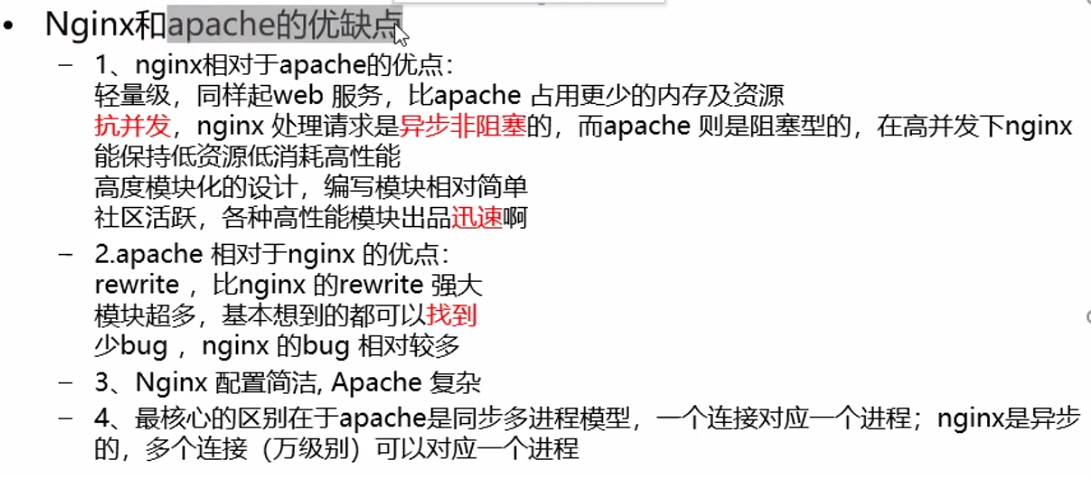 • Nginx和apache的优缺点
– 1、nginx相对于apache的优点：
轻量级，同样起web 服务，比apache 占用更少的内存及资源
抗并发，nginx 处理请求是异步非阻塞的，而apache 则是阻塞型的，在高并发下nginx
能保持低资源低消耗高性能
高度模块化的设计，编写模块相对简单
社区活跃，各种高性能模块出品迅速啊
– 2.apache 相对于nginx 的优点：
rewrite ，比nginx 的rewrite 强大
模块超多，基本想到的都可以找到
少bug ，nginx 的bug 相对较多
– 3、Nginx 配置简洁, Apache 复杂
– 4、最核心的区别在于apache是同步多进程模型，一个连接对应一个进程；nginx是异步
的，多个连接（万级别）可以对应一个进程